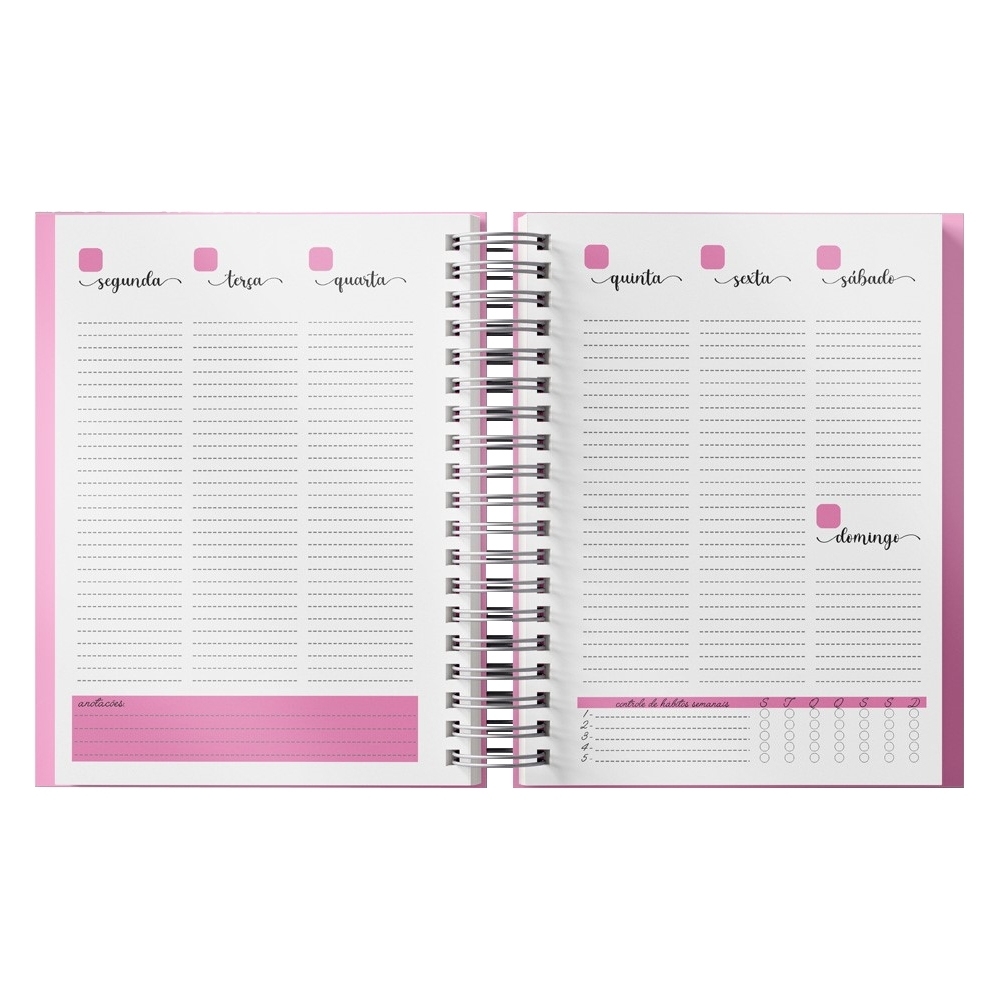 segunda
terça
quarta
anotações:
quinta
sexta
sábado
domingo
controle de hábitos semanais S T Q Q S S D
1-
2-
3-
4-
5-